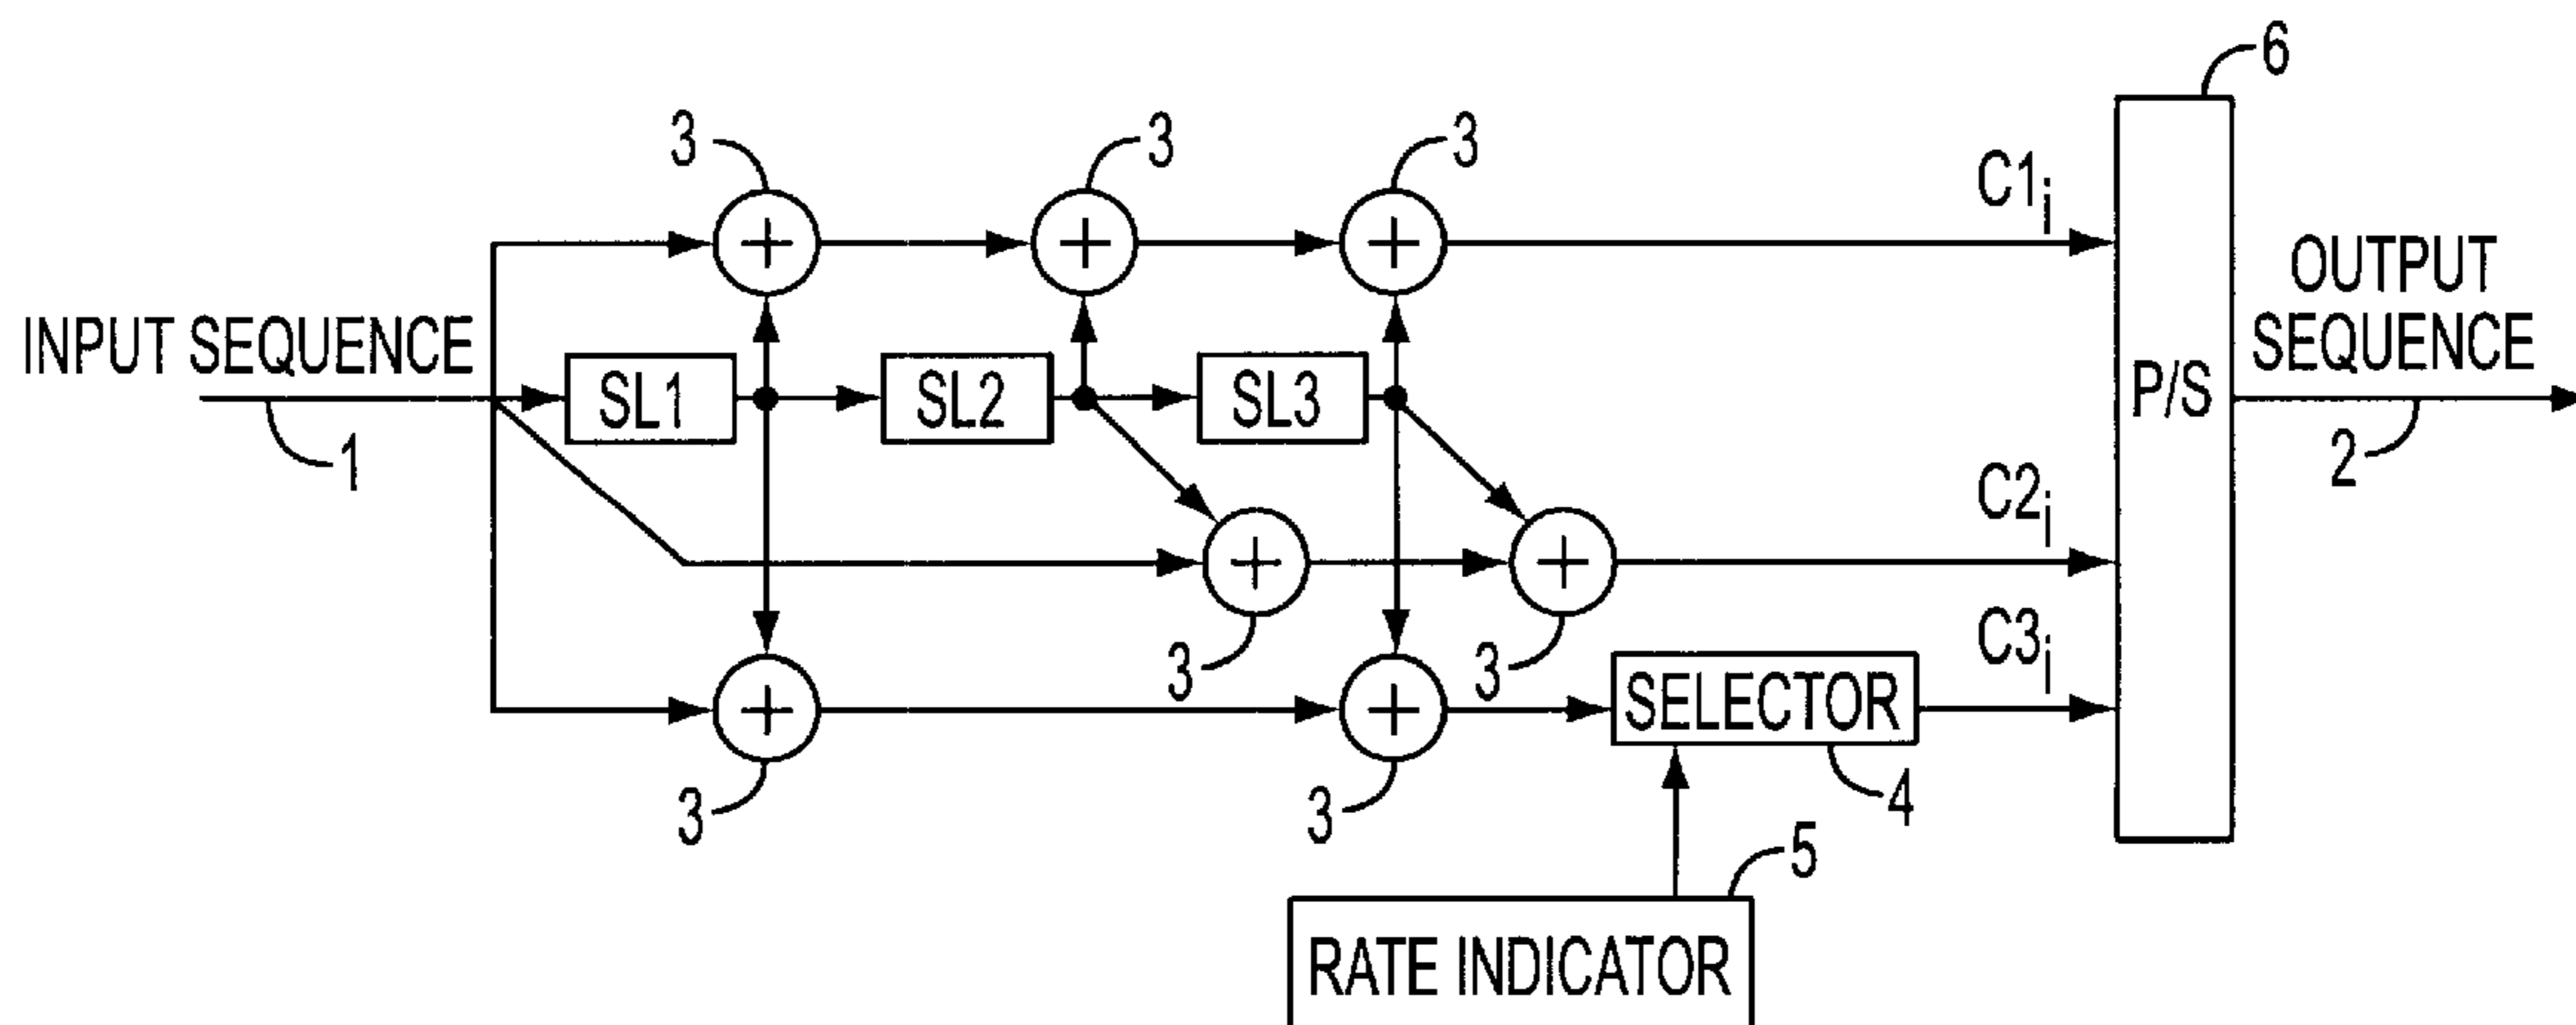 6
3 3 3
C1i
INPUT SEQUENCE
OUTPUT
SEQUENCE
SL1 SL2 SL3
P/S
1
2
C2i
3 3
C3i
SELECTOR
3 3
4
5
RATE INDICATOR